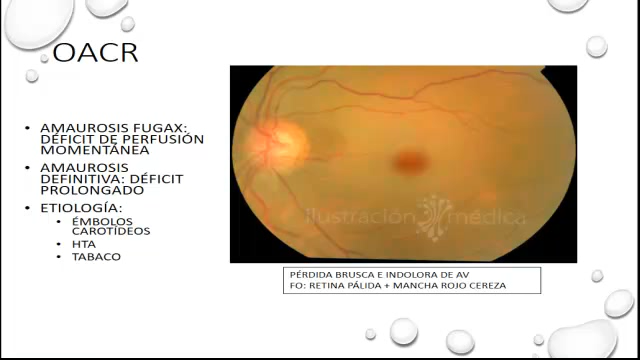 OACR
• AMAUROSIS FUGAX:
DÉFICIT DE PERFUSIÓN
MOMENTÁNEA
• AMAUROSIS
DEFINITIVA: DÉFICIT
PROLONGADO
• ETIOLOGÍA:
• ÉMBOLOS
CAROTÍDEOS
• HTA
• TABACO
ilustración médica
PÉRDIDA BRUSCA E INDOLORA DE AV
FO: RETINA PÁLIDA + MANCHA ROJO CEREZA